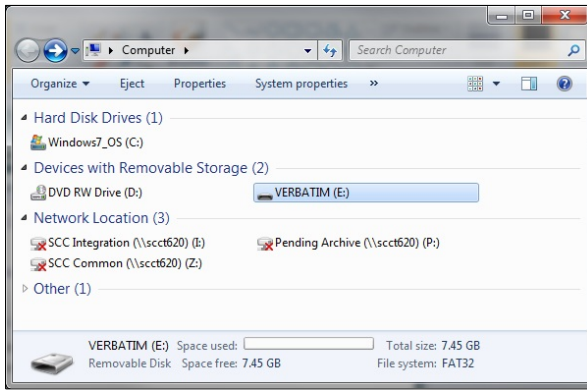 Computer
Search Computer
Organize Eject Properties System properties »
Hard Disk Drives (1)
Windows7_OS (C:)
Devices with Removable Storage (2)
DVD RW Drive (D:) VERBATIM (E:)
Network Location (3)
SCC Integration (\\scct620) (I:) Pending Archive (\\scct620) (P:)
SCC Common (\\scct620) (Z:)
Other (1)
VERBATIM (E:) Space used: Total size: 7.45 GB
Removable Disk Space free: 7.45 GB File system: FAT32